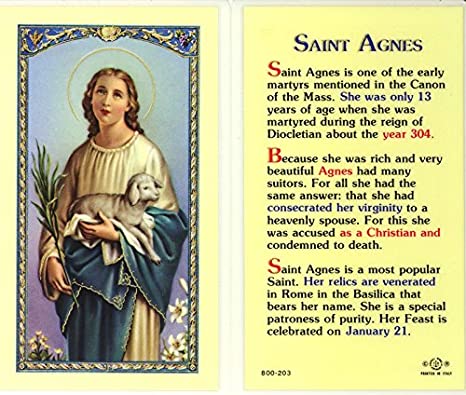 SAINT AGNES
Saint Agnes is one of the early
martyrs mentioned in the Canon
of the Mass. She was only 13
years of age when she was
martyred during the reign of
Diocletian about the year 304.
Because she was rich and very
beautiful Agnes had many
suitors. For all she had the
same answer: that she had
consecrated her virginity to a
heavenly spouse. For this she
was accused as a Christian and
condemned to death.
Saint Agnes is a most popular
Saint. Her relics are venerated
in Rome in the Basilica that
bears her name. She is a special
patroness of purity. Her Feast is
celebrated on January 21.
800-203
PRINTED IN ITALY